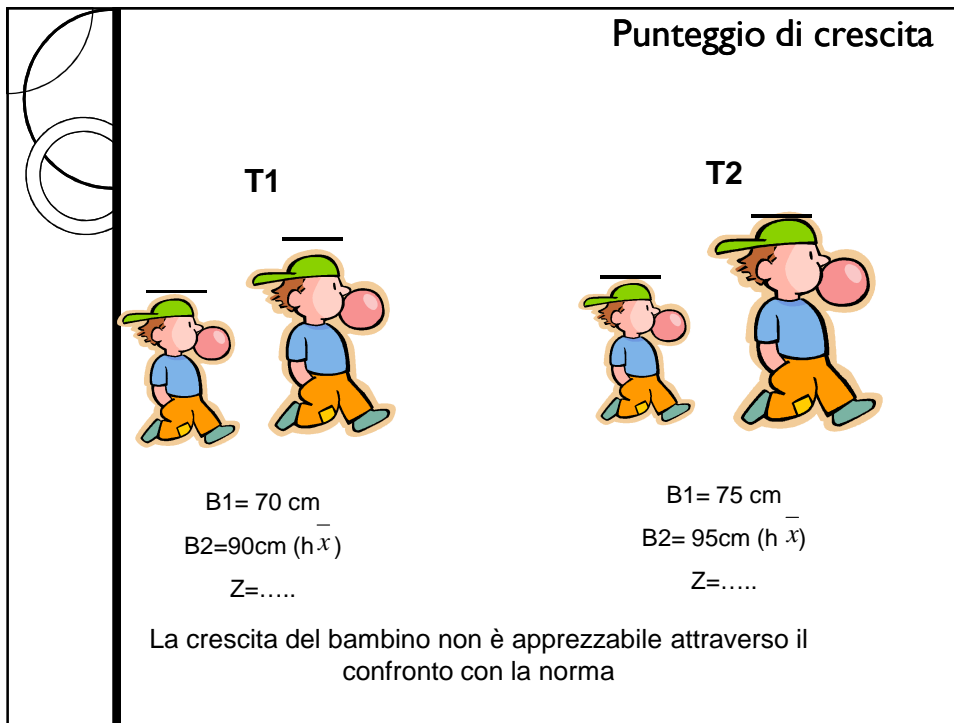 Punteggio di crescita
T1
B1= 70 cm
B2=90cm (h x̅ )
Z=…..
T2
B1= 75 cm
B2= 95cm (h x̅)
Z=…..
La crescita del bambino non è apprezzabile attraverso il
confronto con la norma